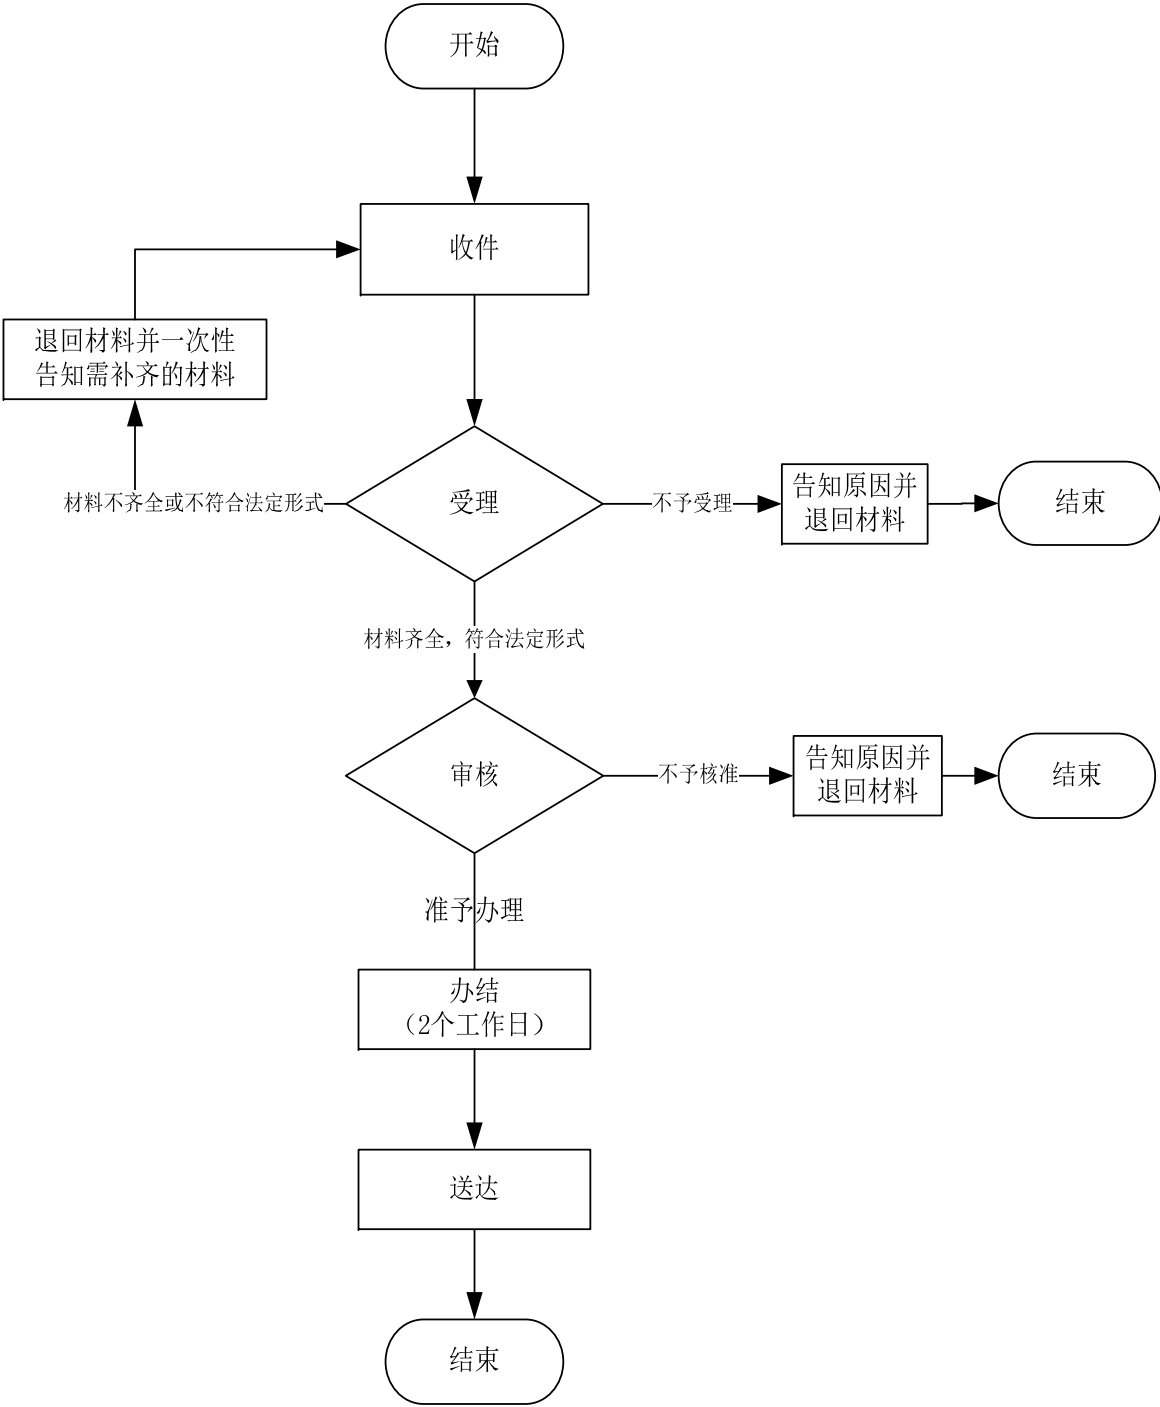 开始
收件
退回材料并一次性
告知需补齐的材料
材料不齐全或不符合法定形式
受理
不予受理
告知原因并
退回材料
结束
材料齐全，符合法定形式
审核
不予核准
告知原因并
退回材料
结束
准予办理
办结
（2个工作日）
送达
结束